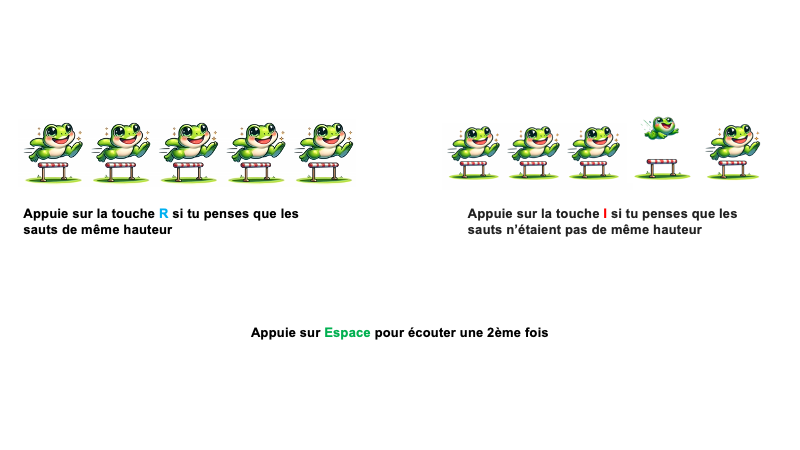 Appuie sur la touche R si tu penses que les
sauts de même hauteur
Appuie sur la touche I si tu penses que les
sauts n’étaient pas de même hauteur
Appuie sur Espace pour écouter une 2ème fois